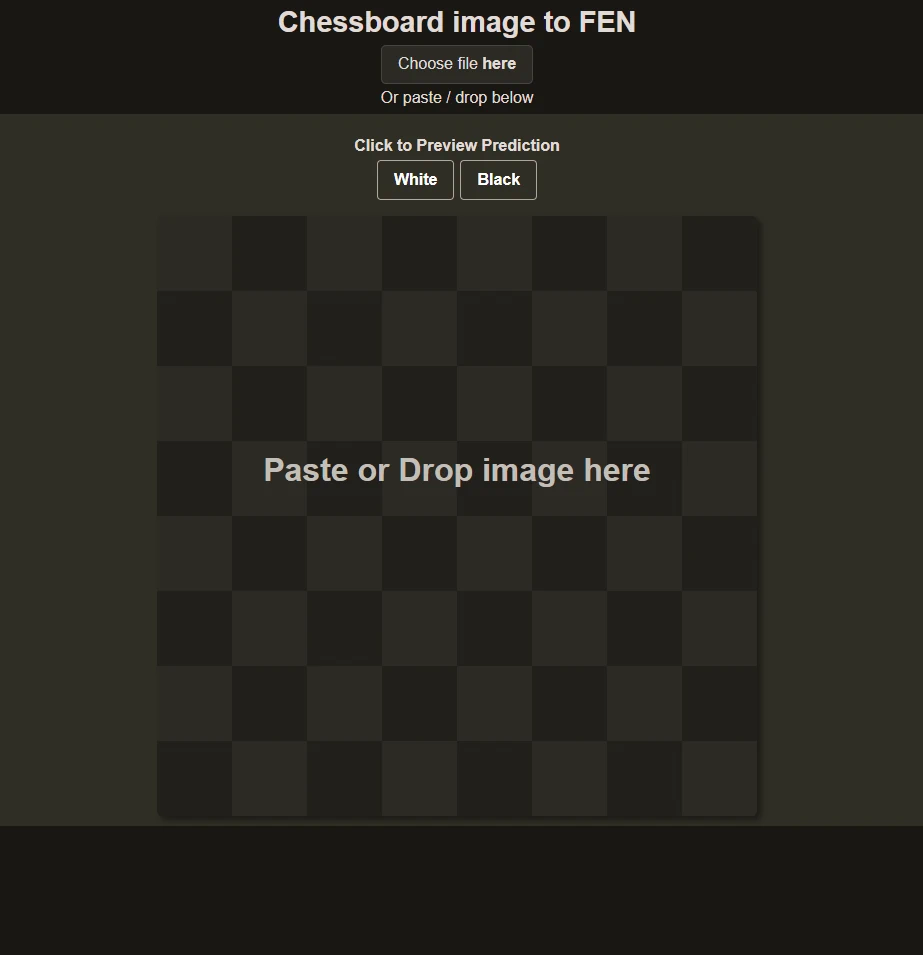 Chessboard image to FEN
Choose file here
Or paste / drop below
Click to Preview Prediction
White Black
Paste or Drop image here